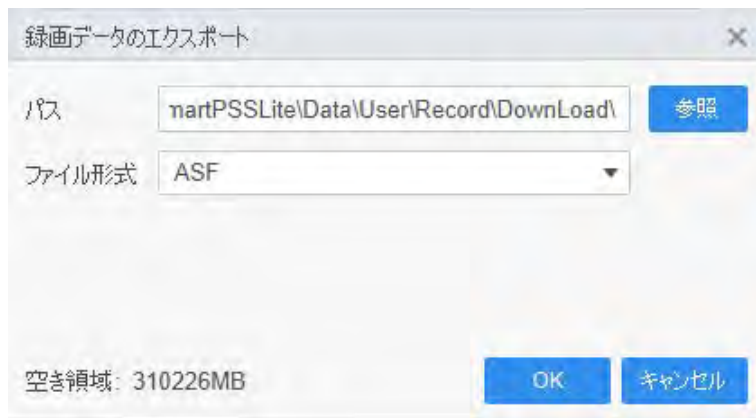 録画データのエクスポート
パス nartPSSLite\Data\User\Record\DownLoad\ 参照
ファイル形式 ASF
空き領域: 310226MB OK キャンセル